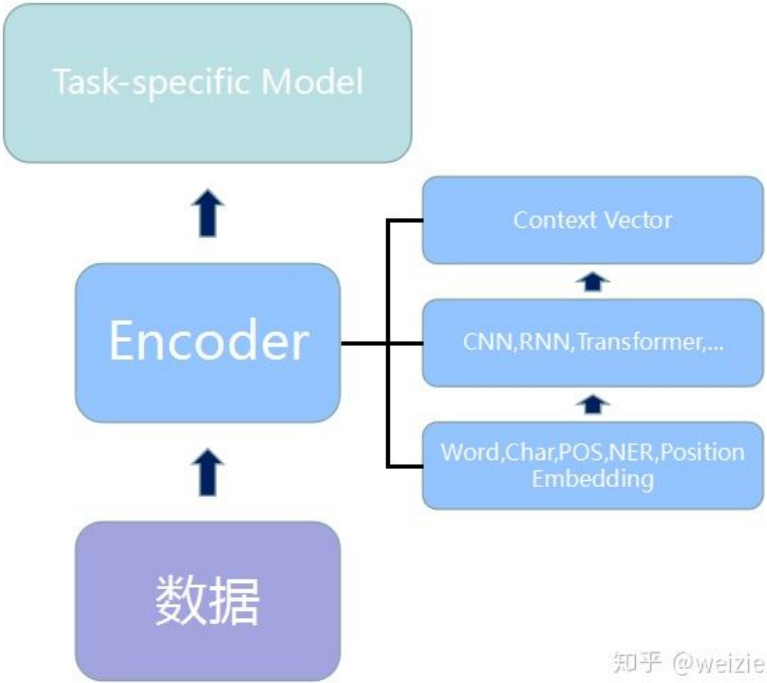 Task-specific Model
Context Vector
Encoder
CNN,RNN,Transformer,...
Word,Char,POS,NER,Position
Embedding
数据
知乎 @weizie